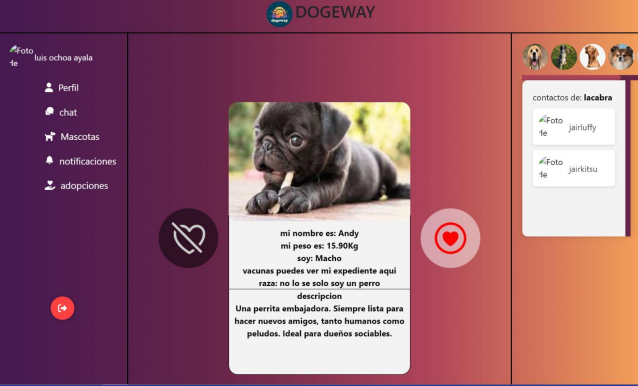 DOGEWAY
luis ochoa ayala
Perfil
chat
Mascotas
notificaciones
adopciones
mi nombre es: Andy
mi peso es: 15.90Kg
soy: Macho
vacunas puedes ver mi expediente aqui
raza: no lo se solo soy un perro
descripcion
Una perrita embajadora. Siempre lista para
hacer nuevos amigos, tanto humanos como
peludos. Ideal para dueños sociables.
contactos de: lacabra
Foto
de
jairluffy
Foto
de
jairkitsu